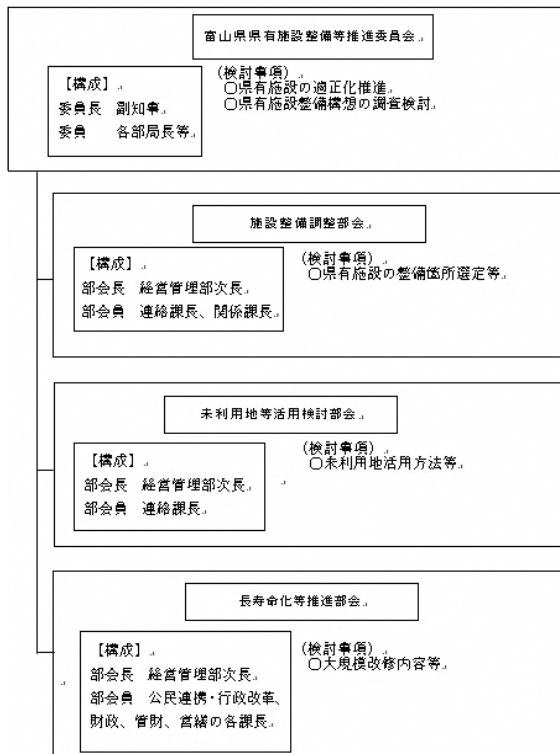 富山県県有施設整備等推進委員会
【構成】
委員長　副知事
委員　　各部局長等
(検討事項)
○県有施設の適正化推進
○県有施設整備構想の調査検討
施設整備調整部会
【構成】
部会長　経営管理部次長
部会員　連絡課長、関係課長
(検討事項)
○県有施設の整備箇所選定等
未利用地等活用検討部会
【構成】
部会長　経営管理部次長
部会員　連絡課長
(検討事項)
○未利用地活用方法等
長寿命化等推進部会
【構成】
部会長　経営管理部次長
部会員　公民連携・行政改革、
財政、管財、営繕の各課長
(検討事項)
○大規模改修内容等